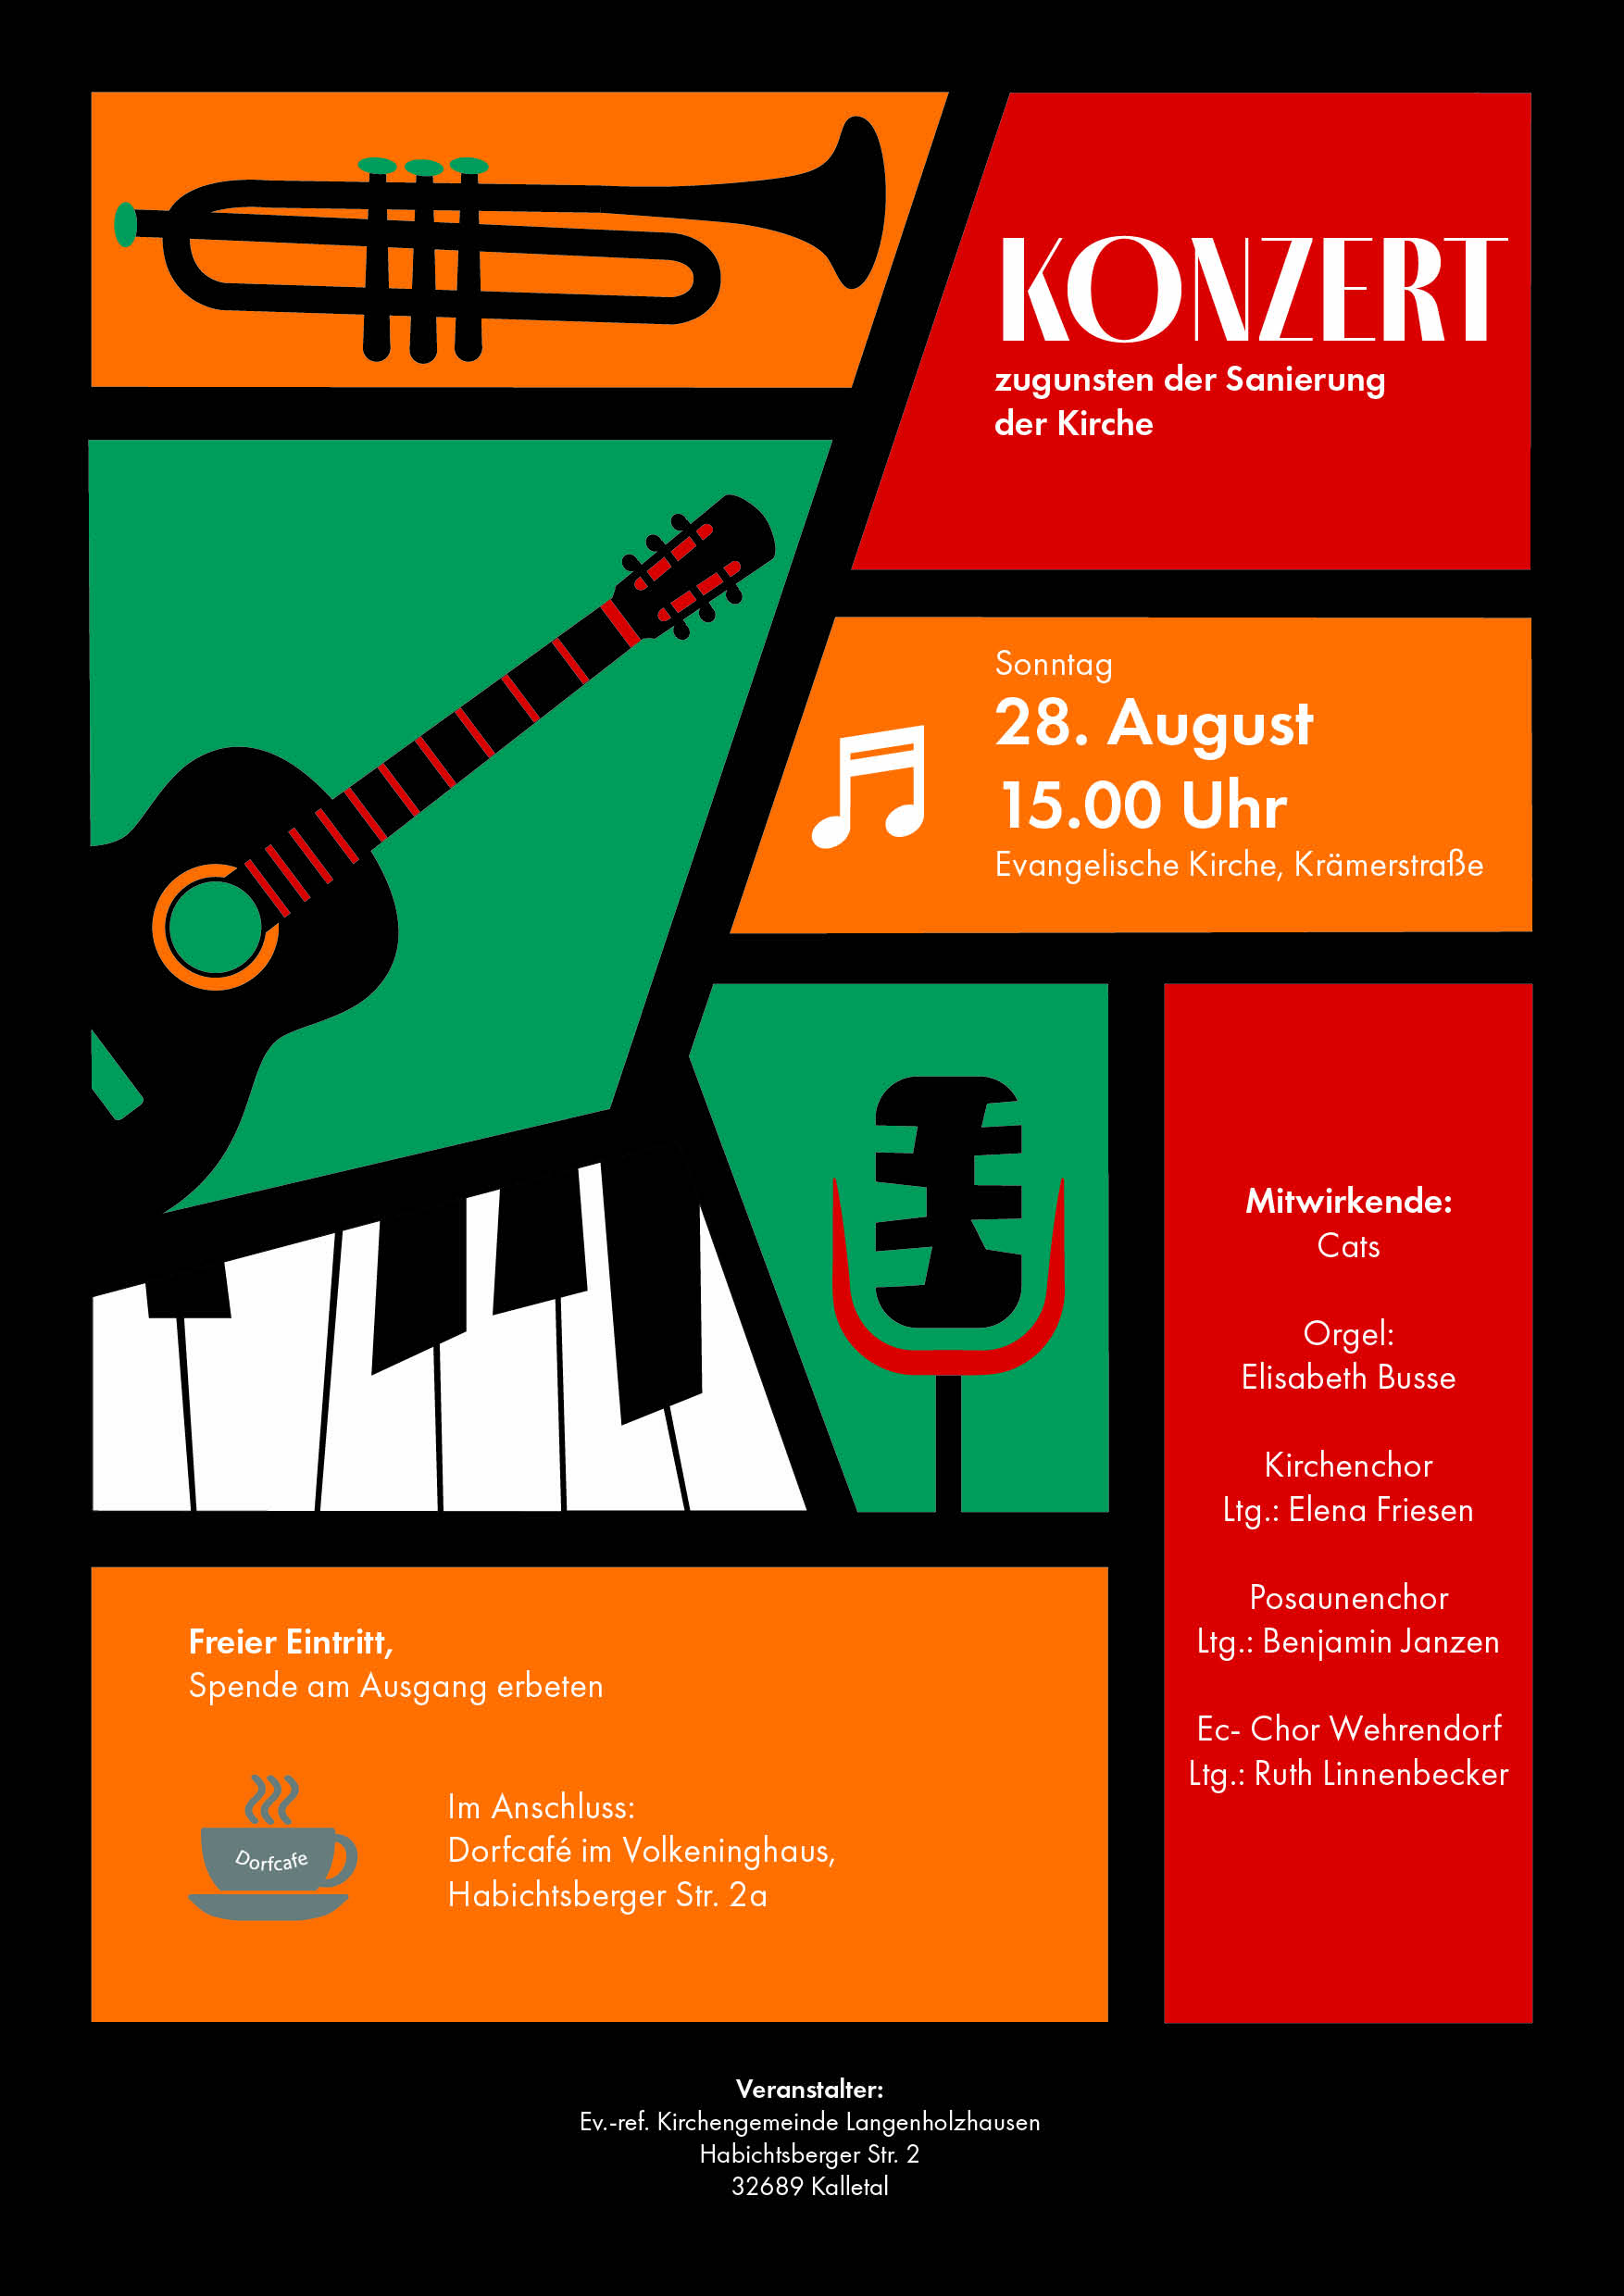 KONZERT
zugunsten der Sanierung
der Kirche
Sonntag
28. August
15.00 Uhr
Evangelische Kirche, Krämerstraße
Mitwirkende:
Cats
Orgel:
Elisabeth Busse
Kirchenchor
Ltg.: Elena Friesen
Posaunenchor
Ltg.: Benjamin Janzen
Ec- Chor Wehrendorf
Ltg.: Ruth Linnenbecker
Freier Eintritt,
Spende am Ausgang erbeten
Dorfcafe
Im Anschluss:
Dorfcafé im Volkeninghaus,
Habichtsberger Str. 2a
Veranstalter:
Ev.-ref. Kirchengemeinde Langenholzhausen
Habichtsberger Str. 2
32689 Kalletal